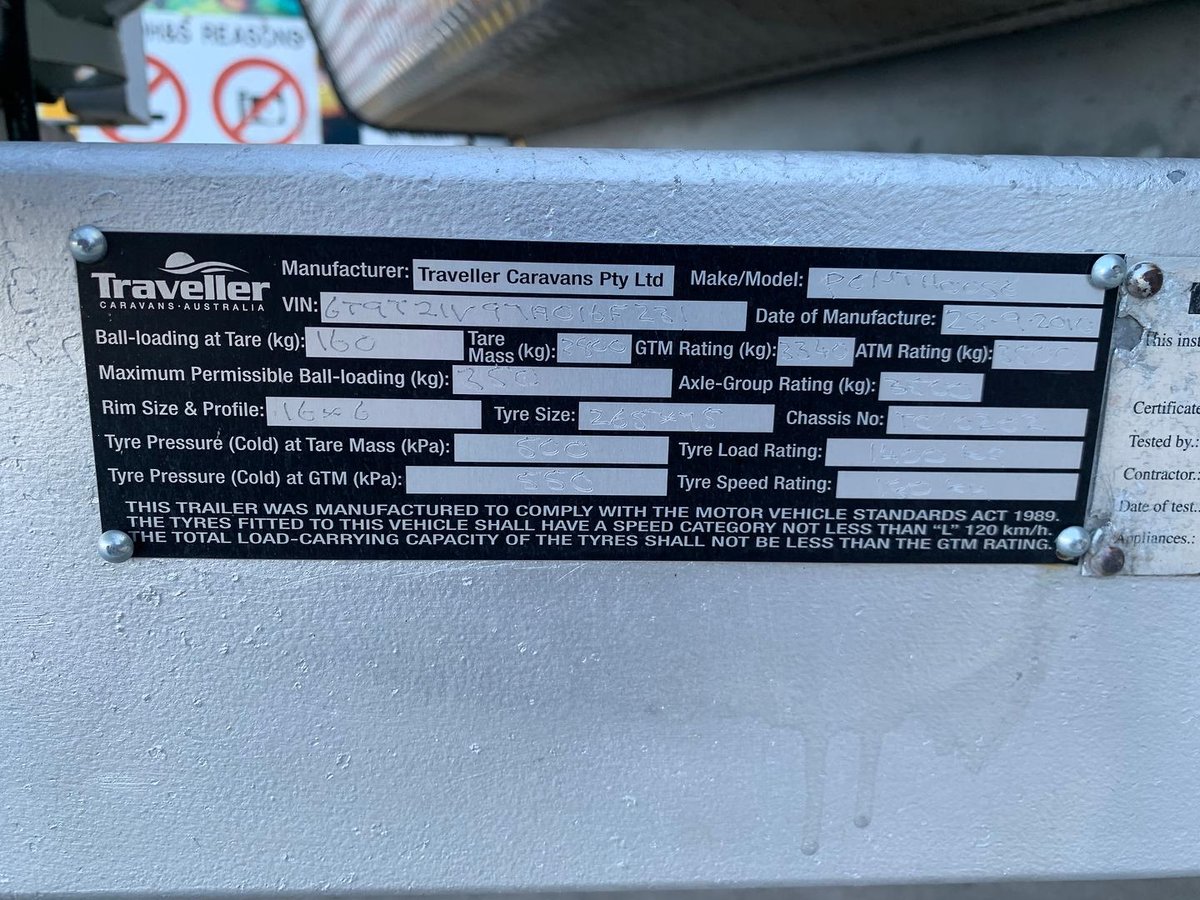 H&S REASONS
Traveller
CARAVANS • AUSTRALIA
Manufacturer: Traveller Caravans Pty Ltd Make/Model: PENTHOUSE
VIN: Date of Manufacture:
Ball-loading at Tare (kg): 160 Tare Mass (kg): GTM Rating (kg): 3340 ATM Rating (kg):
Maximum Permissible Ball-loading (kg): 350 Axle-Group Rating (kg):
Rim Size & Profile: 16x6 Tyre Size: Chassis No:
Tyre Pressure (Cold) at Tare Mass (kPa): Tyre Load Rating:
Tyre Pressure (Cold) at GTM (kPa): Tyre Speed Rating:
THIS TRAILER WAS MANUFACTURED TO COMPLY WITH THE MOTOR VEHICLE STANDARDS ACT 1989.
THE TYRES FITTED TO THIS VEHICLE SHALL HAVE A SPEED CATEGORY NOT LESS THAN "L" 120 km/h.
THE TOTAL LOAD-CARRYING CAPACITY OF THE TYRES SHALL NOT BE LESS THAN THE GTM RATING.
This inst
Certificate
Tested by.:
Contractor.:
Date of test.:
Appliances.: